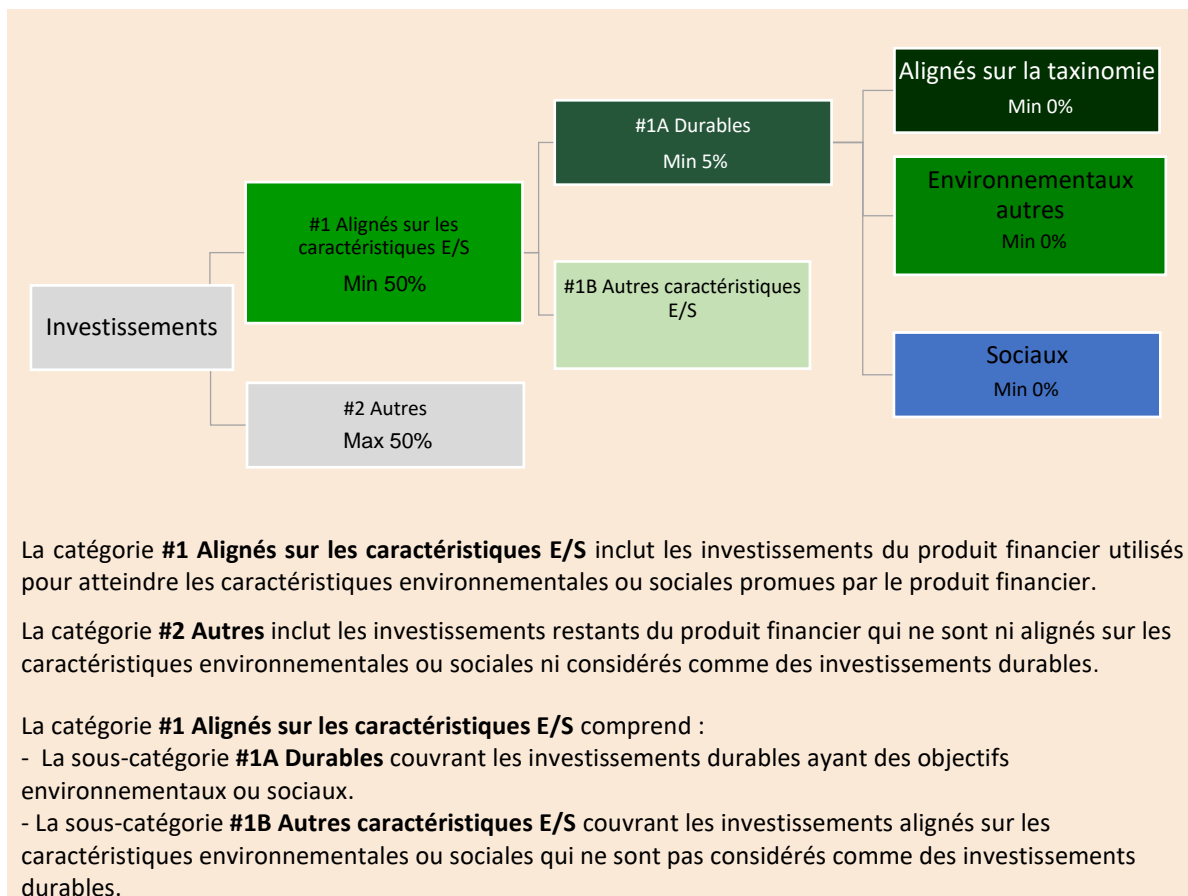 Investissements
#1 Alignés sur les
caractéristiques E/S
Min 50%
#2 Autres
Max 50%
#1A Durables
Min 5%
#1B Autres caractéristiques
E/S
Alignés sur la taxinomie
Min 0%
Environnementaux
autres
Min 0%
Sociaux
Min 0%
La catégorie #1 Alignés sur les caractéristiques E/S inclut les investissements du produit financier utilisés
pour atteindre les caractéristiques environnementales ou sociales promues par le produit financier.
La catégorie #2 Autres inclut les investissements restants du produit financier qui ne sont ni alignés sur les
caractéristiques environnementales ou sociales ni considérés comme des investissements durables.
La catégorie #1 Alignés sur les caractéristiques E/S comprend :
- La sous-catégorie #1A Durables couvrant les investissements durables ayant des objectifs
environnementaux ou sociaux.
- La sous-catégorie #1B Autres caractéristiques E/S couvrant les investissements alignés sur les
caractéristiques environnementales ou sociales qui ne sont pas considérés comme des investissements
durables.